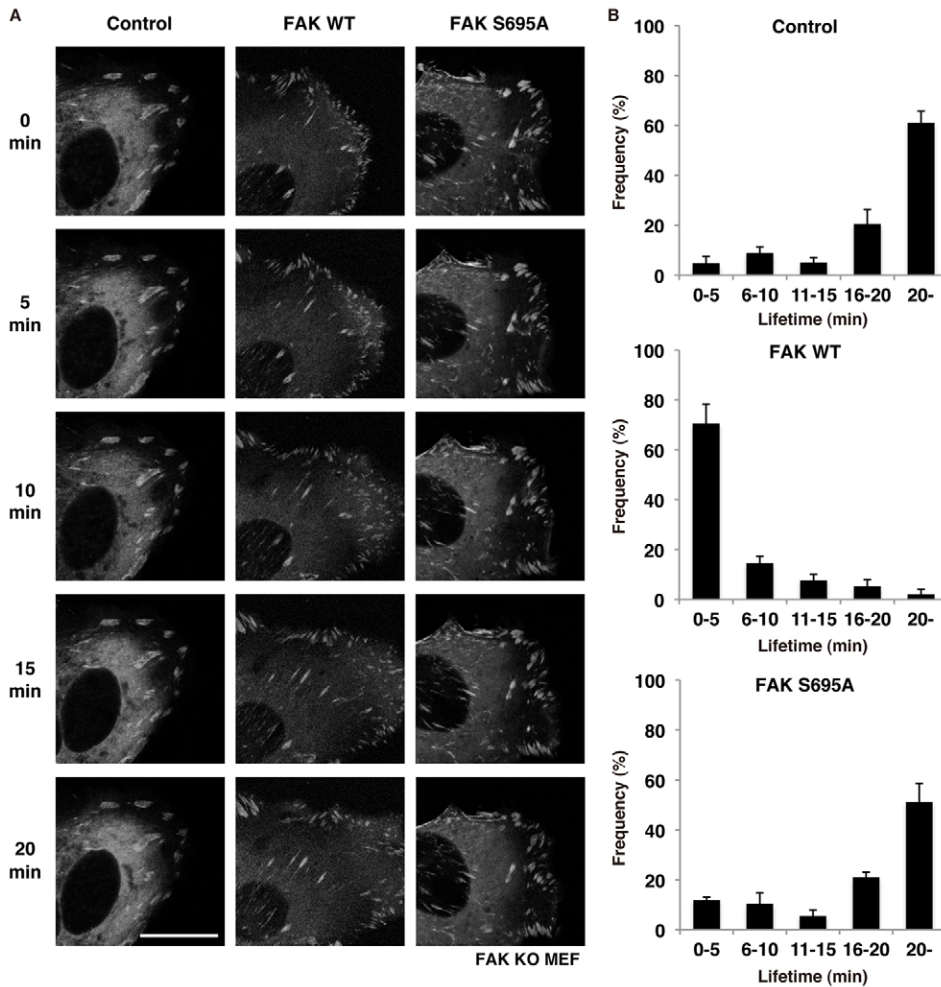 A
Control
FAK WT
FAK S695A
0
min
5
min
10
min
15
min
20
min
FAK KO MEF
B
Control
Frequency (%)
100
80
60
40
20
0
0-5 6-10 11-15 16-20 20-
Lifetime (min)
FAK WT
Frequency (%)
100
80
60
40
20
0
0-5 6-10 11-15 16-20 20-
Lifetime (min)
FAK S695A
Frequency (%)
100
80
60
40
20
0
0-5 6-10 11-15 16-20 20-
Lifetime (min)